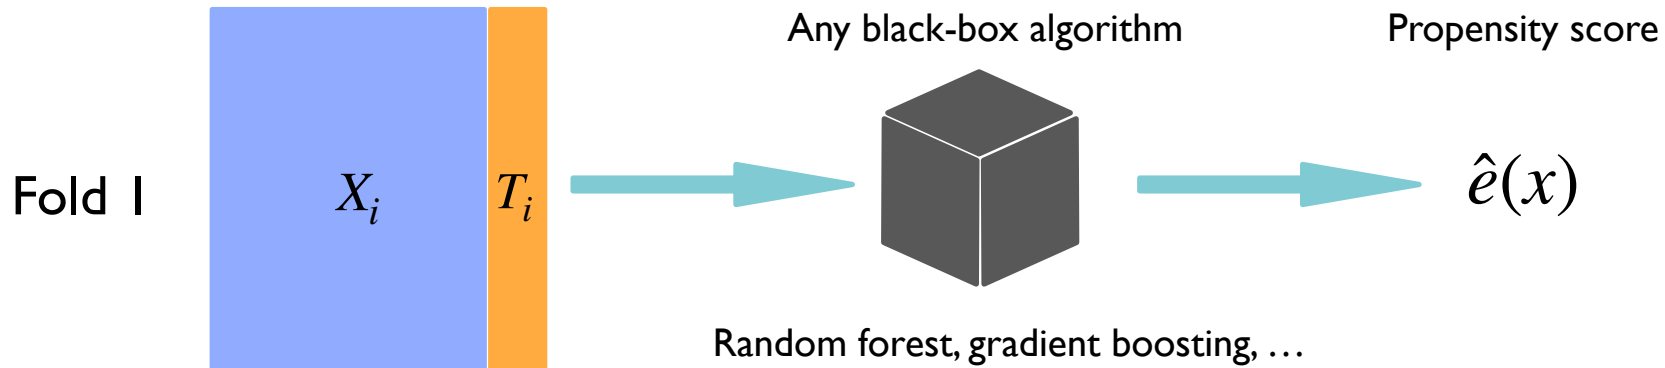 Any black-box algorithm
Propensity score
Fold 1
X_i
T_i
ê(x)
Random forest, gradient boosting, …